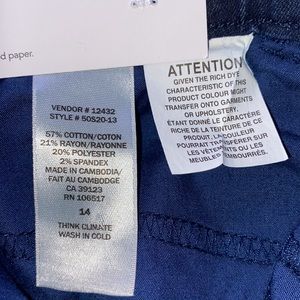 d paper.
VENDOR # 12432
STYLE # 50S20-13
57% COTTON/COTON
21% RAYON/RAYONNE
20% POLYESTER
2% SPANDEX
MADE IN CAMBODIA/
FAIT AU CAMBODGE
CA 39123
RN 106517
14
THINK CLIMATE
WASH IN COLD
ATTENTION
GIVEN THE RICH DYE
CHARACTERISTIC OF THIS
PRODUCT COLOUR MIGHT
TRANSFER ONTO GARMENTS
OR UPHOLSTERY.
ÉTANT DONNÉ LE CARACTÈRE
RICHE DE LA TEINTURE DE CE
PRODUIT, LA COULEUR
POURRAIT TRANSFÉRER SUR
LES VÊTEMENTS OU LES
MEUBLES REMBOURRÉS.